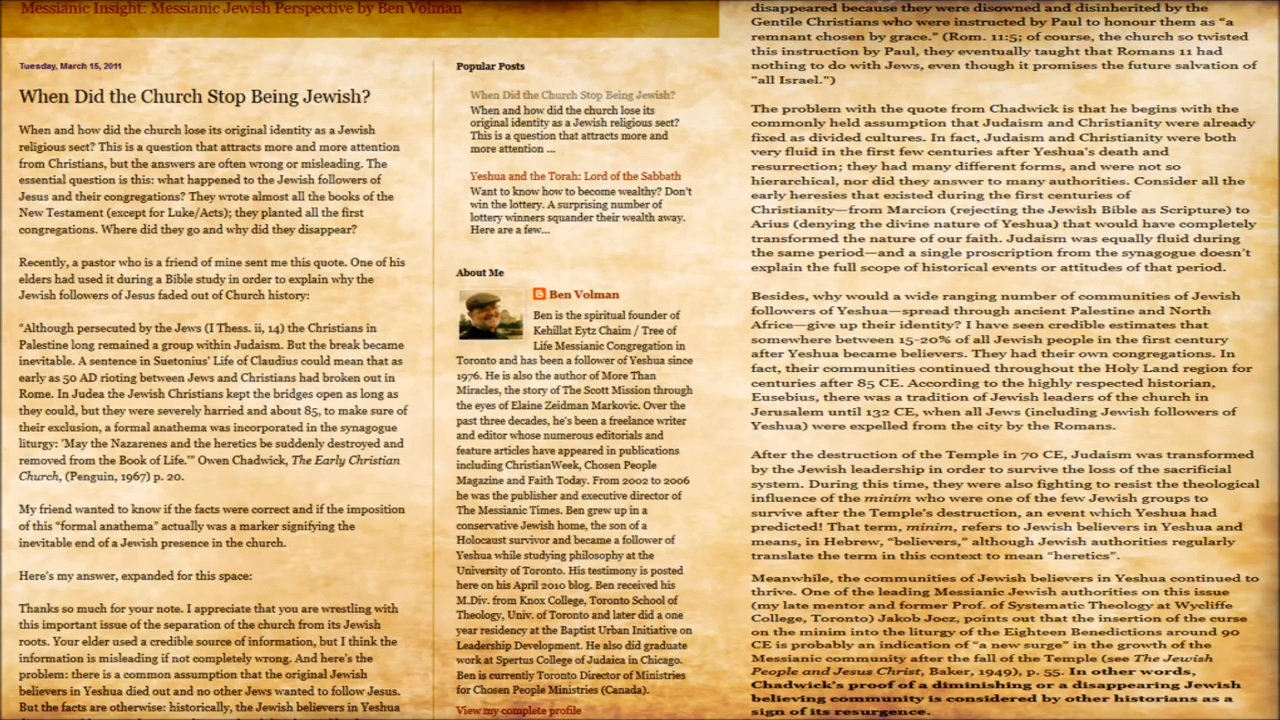 Messianic Insight: Messianic Jewish Perspective by Ben Volman
Tuesday, March 15, 2011
When Did the Church Stop Being Jewish?
When and how did the church lose its original identity as a Jewish
religious sect? This is a question that attracts more and more attention
from Christians, but the answers are often wrong or misleading. The
essential question is this: what happened to the Jewish followers of
Jesus and their congregations? They wrote almost all the books of the
New Testament (except for Luke/Acts); they planted all the first
congregations. Where did they go and why did they disappear?
Recently, a pastor who is a friend of mine sent me this quote. One of his
elders had used it during a Bible study in order to explain why the
Jewish followers of Jesus faded out of Church history:
“Although persecuted by the Jews (I Thess. ii, 14) the Christians in
Palestine long remained a group within Judaism. But the break became
inevitable. A sentence in Suetonius' Life of Claudius could mean that as
early as 50 AD rioting between Jews and Christians had broken out in
Rome. In Judea the Jewish Christians kept the bridges open as long as
they could, but they were severely harried and about 85, to make sure of
their exclusion, a formal anathema was incorporated in the synagogue
liturgy: 'May the Nazarenes and the heretics be suddenly destroyed and
removed from the Book of Life.'” Owen Chadwick, The Early Christian
Church, (Penguin, 1967) p. 20.
My friend wanted to know if the facts were correct and if the imposition
of this “formal anathema” actually was a marker signifying the
inevitable end of a Jewish presence in the church.
Here's my answer, expanded for this space:
Thanks so much for your note. I appreciate that you are wrestling with
this important issue of the separation of the church from its Jewish
roots. Your elder used a credible source of information, but I think the
information is misleading if not completely wrong. And here's the
problem: there is a common assumption that the original Jewish
believers in Yeshua died out and no other Jews wanted to follow Jesus.
But the facts are otherwise: historically, the Jewish believers in Yeshua
Popular Posts
When Did the Church Stop Being Jewish?
When and how did the church lose its
original identity as a Jewish religious sect?
This is a question that attracts more and
more attention ...
Yeshua and the Torah: Lord of the Sabbath
Want to know how to become wealthy? Don't
win the lottery. A surprising number of
lottery winners squander their wealth away.
Here are a few...
About Me
Ben Volman
Ben is the spiritual founder of
Kehillat Eytz Chaim / Tree of
Life Messianic Congregation in
Toronto and has been a follower of Yeshua since
1976. He is also the author of More Than
Miracles, the story of The Scott Mission through
the eyes of Elaine Zeidman Markovic. Over the
past three decades, he's been a freelance writer
and editor whose numerous editorials and
feature articles have appeared in publications
including ChristianWeek, Chosen People
Magazine and Faith Today. From 2002 to 2006
he was the publisher and executive director of
The Messianic Times. Ben grew up in a
conservative Jewish home, the son of a
Holocaust survivor and became a follower of
Yeshua while studying philosophy at the
University of Toronto. His testimony is posted
here on his April 2010 blog. Ben received his
M.Div. from Knox College, Toronto School of
Theology, Univ. of Toronto and later did a one
year residency at the Baptist Urban Initiative on
Leadership Development. He also did graduate
work at Spertus College of Judaica in Chicago.
Ben is currently Toronto Director of Ministries
for Chosen People Ministries (Canada).
View my complete profile
disappeared because they were disowned and disinherited by the
Gentile Christians who were instructed by Paul to honour them as “a
remnant chosen by grace.” (Rom. 11:5; of course, the church so twisted
this instruction by Paul, they eventually taught that Romans 11 had
nothing to do with Jews, even though it promises the future salvation of
"all Israel.”)
The problem with the quote from Chadwick is that he begins with the
commonly held assumption that Judaism and Christianity were already
fixed as divided cultures. In fact, Judaism and Christianity were both
very fluid in the first few centuries after Yeshua's death and
resurrection; they had many different forms, and were not so
hierarchical, nor did they answer to many authorities. Consider all the
early heresies that existed during the first centuries of
Christianity—from Marcion (rejecting the Jewish Bible as Scripture) to
Arius (denying the divine nature of Yeshua) that would have completely
transformed the nature of our faith. Judaism was equally fluid during
the same period—and a single proscription from the synagogue doesn't
explain the full scope of historical events or attitudes of that period.
Besides, why would a wide ranging number of communities of Jewish
followers of Yeshua—spread through ancient Palestine and North
Africa—give up their identity? I have seen credible estimates that
somewhere between 15-20% of all Jewish people in the first century
after Yeshua became believers. They had their own congregations. In
fact, their communities continued throughout the Holy Land region for
centuries after 85 CE. According to the highly respected historian,
Eusebius, there was a tradition of Jewish leaders of the church in
Jerusalem until 132 CE, when all Jews (including Jewish followers of
Yeshua) were expelled from the city by the Romans.
After the destruction of the Temple in 70 CE, Judaism was transformed
by the Jewish leadership in order to survive the loss of the sacrificial
system. During this time, they were also fighting to resist the theological
influence of the minim who were one of the few Jewish groups to
survive after the Temple's destruction, an event which Yeshua had
predicted! That term, minim, refers to Jewish believers in Yeshua and
means, in Hebrew, “believers,” although Jewish authorities regularly
translate the term in this context to mean “heretics”.
Meanwhile, the communities of Jewish believers in Yeshua continued to
thrive. One of the leading Messianic Jewish authorities on this issue
(my late mentor and former Prof. of Systematic Theology at Wycliffe
College, Toronto) Jakob Jocz, points out that the insertion of the curse
on the minim into the liturgy of the Eighteen Benedictions around 90
CE is probably an indication of “a new surge” in the growth of the
Messianic community after the fall of the Temple (see The Jewish
People and Jesus Christ, Baker, 1949), p. 55. In other words,
Chadwick's proof of a diminishing or a disappearing Jewish
believing community is considered by other historians as a
sign of its resurgence.